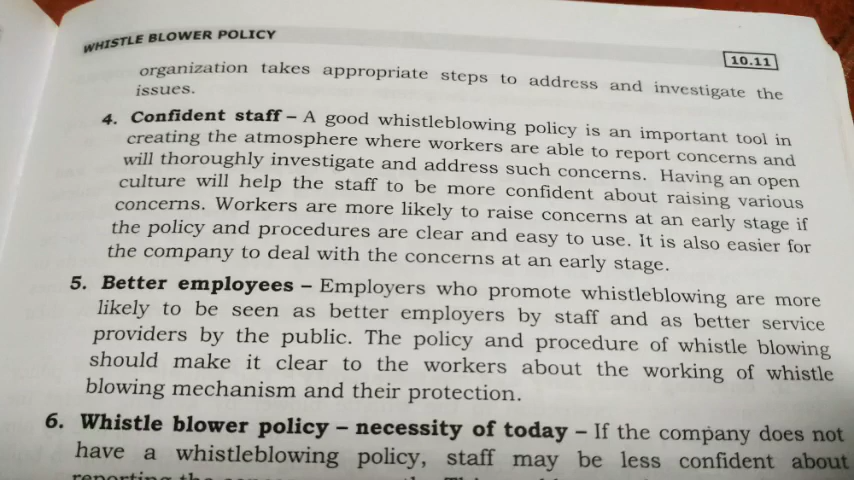 WHISTLE BLOWER POLICY
10.11
organization takes appropriate steps to address and investigate the
issues.
4. Confident staff – A good whistleblowing policy is an important tool in
creating the atmosphere where workers are able to report concerns and
will thoroughly investigate and address such concerns. Having an open
culture will help the staff to be more confident about raising various
concerns. Workers are more likely to raise concerns at an early stage if
the policy and procedures are clear and easy to use. It is also easier for
the company to deal with the concerns at an early stage.
5. Better employees – Employers who promote whistleblowing are more
likely to be seen as better employers by staff and as better service
providers by the public. The policy and procedure of whistle blowing
should make it clear to the workers about the working of whistle
blowing mechanism and their protection.
6. Whistle blower policy – necessity of today – If the company does not
have a whistleblowing policy, staff may be less confident about
reporting the